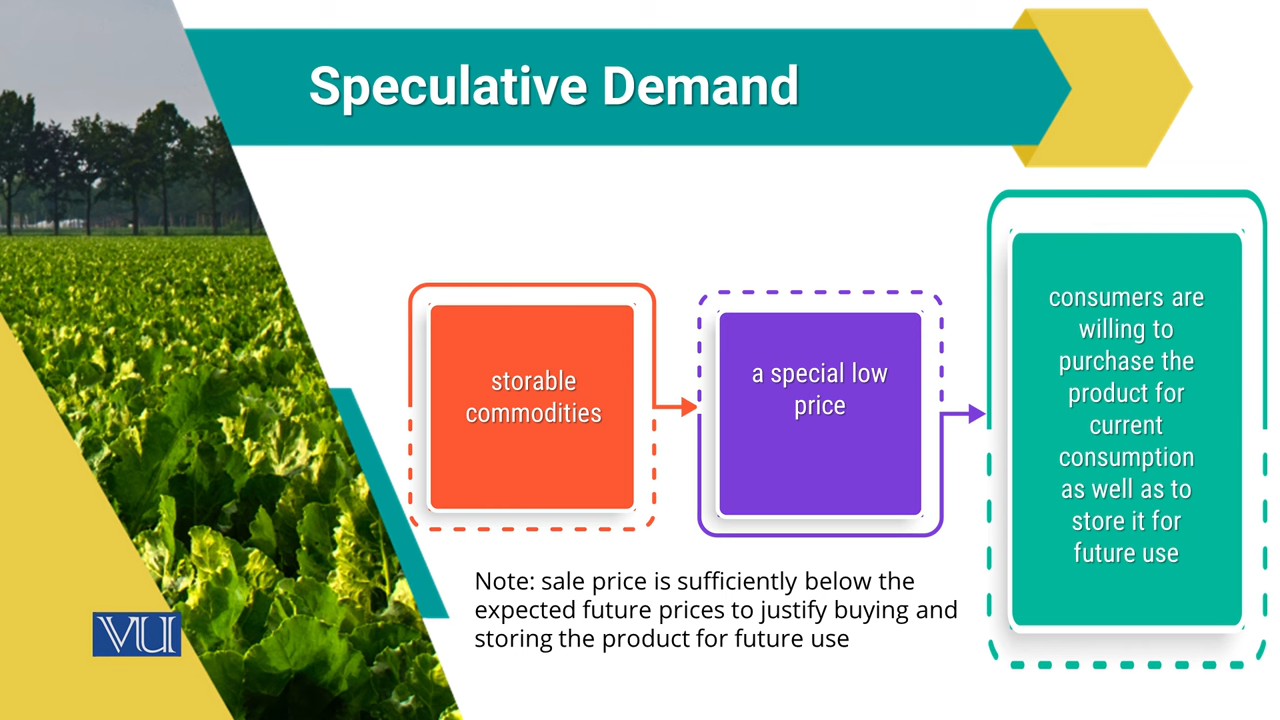 Speculative Demand
storable
commodities
a special low
price
consumers are
willing to
purchase the
product for
current
consumption
as well as to
store it for
future use
Note: sale price is sufficiently below the
expected future prices to justify buying and
storing the product for future use
VU